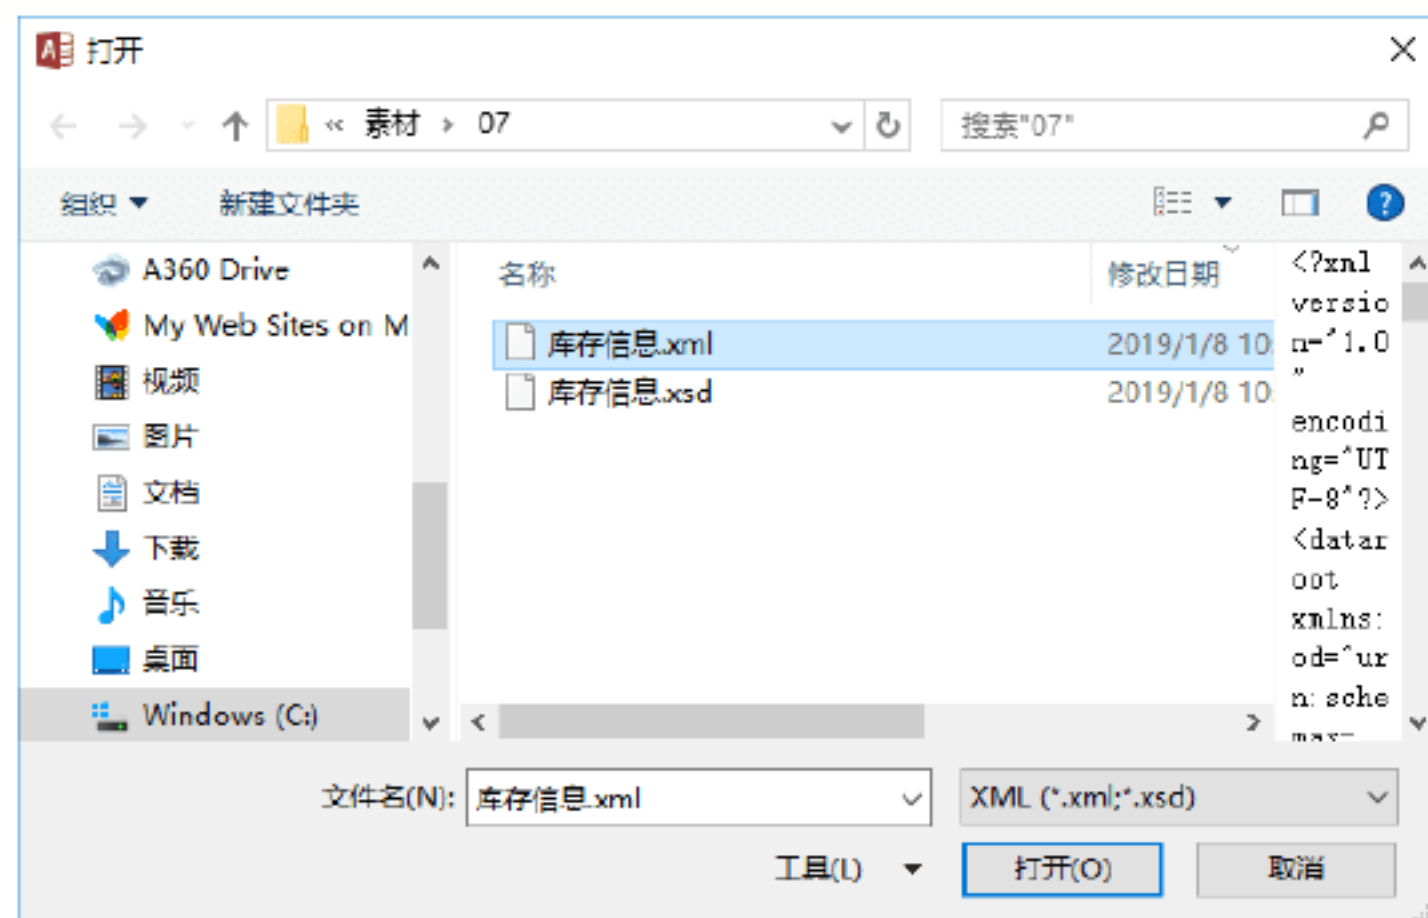 打开
« 素材 › 07
搜索"07"
组织
新建文件夹
A360 Drive
My Web Sites on M
视频
图片
文档
下载
音乐
桌面
Windows (C:)
名称 修改日期
库存信息.xml 2019/1/8 10:
库存信息.xsd 2019/1/8 10:
<?xml
versio
n="1.0
"
encodi
ng="UT
F-8"?>
<datar
oot
xmlns:
od="ur
n:sche
mas-
文件名(N): 库存信息.xml XML (*.xml;*.xsd)
工具(L) 打开(O) 取消